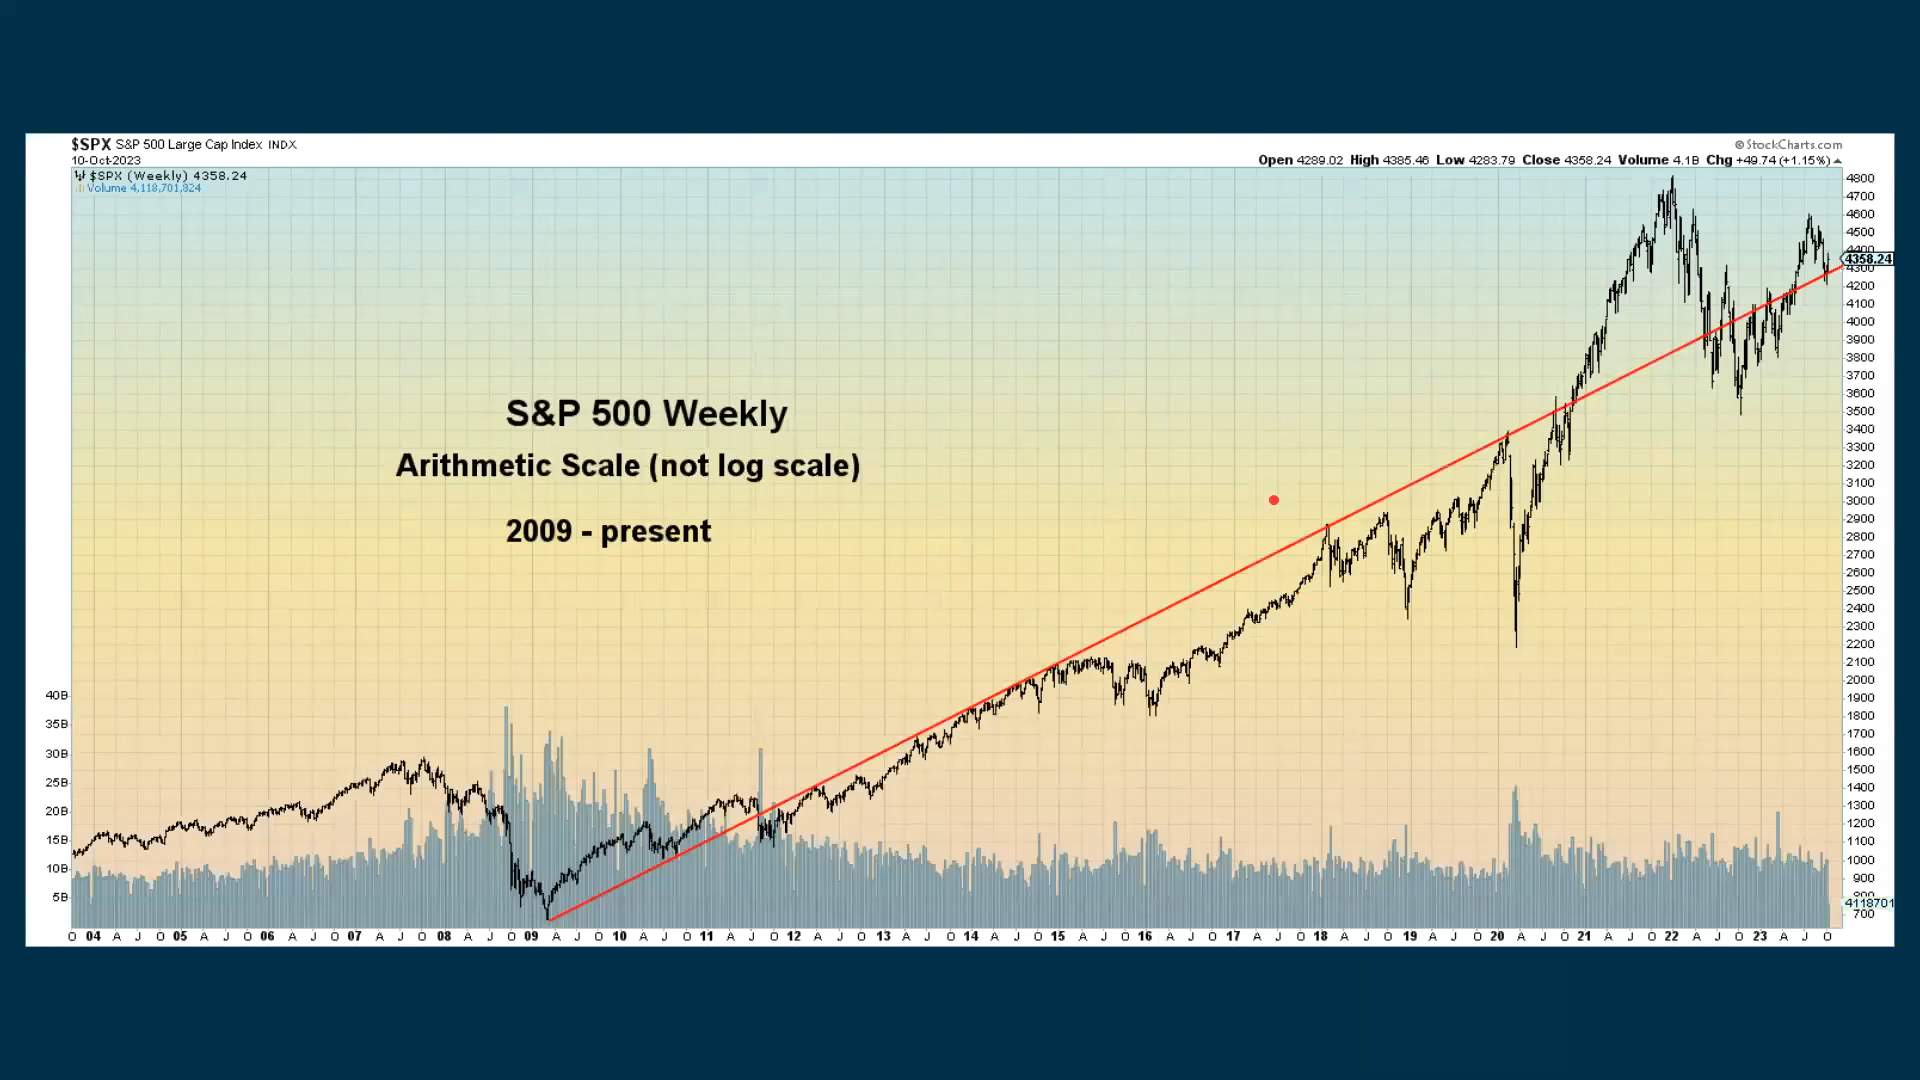 $SPX S&P 500 Large Cap Index INDX
© StockCharts.com
10-Oct-2023
Open 4289.02 High 4385.46 Low 4283.79 Close 4358.24 Volume 4.1B Chg +49.74 (+1.15%)
$SPX (Weekly) 4358.24
Volume 4,118,701,824
S&P 500 Weekly
Arithmetic Scale (not log scale)
2009 - present
4800
4700
4600
4500
4400
4358.24
4300
4200
4100
4000
3900
3800
3700
3600
3500
3400
3300
3200
3100
3000
2900
2800
2700
2600
2500
2400
2300
2200
2100
2000
1900
1800
1700
1600
1500
1400
1300
1200
1100
1000
900
800
4118701
700
40B
35B
30B
25B
20B
15B
10B
5B
O 04 A J O 05 A J O 06 A J O 07 A J O 08 A J O 09 A J O 10 A J O 11 A J O 12 A J O 13 A J O 14 A J O 15 A J O 16 A J O 17 A J O 18 A J O 19 A J O 20 A J O 21 A J O 22 A J O 23 A J O